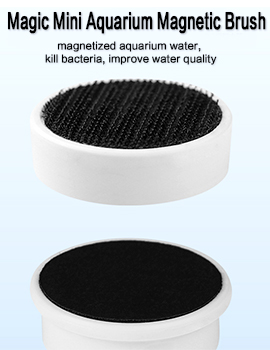 Magic Mini Aquarium Magnetic Brush
magnetized aquarium water,
kill bacteria, improve water quality